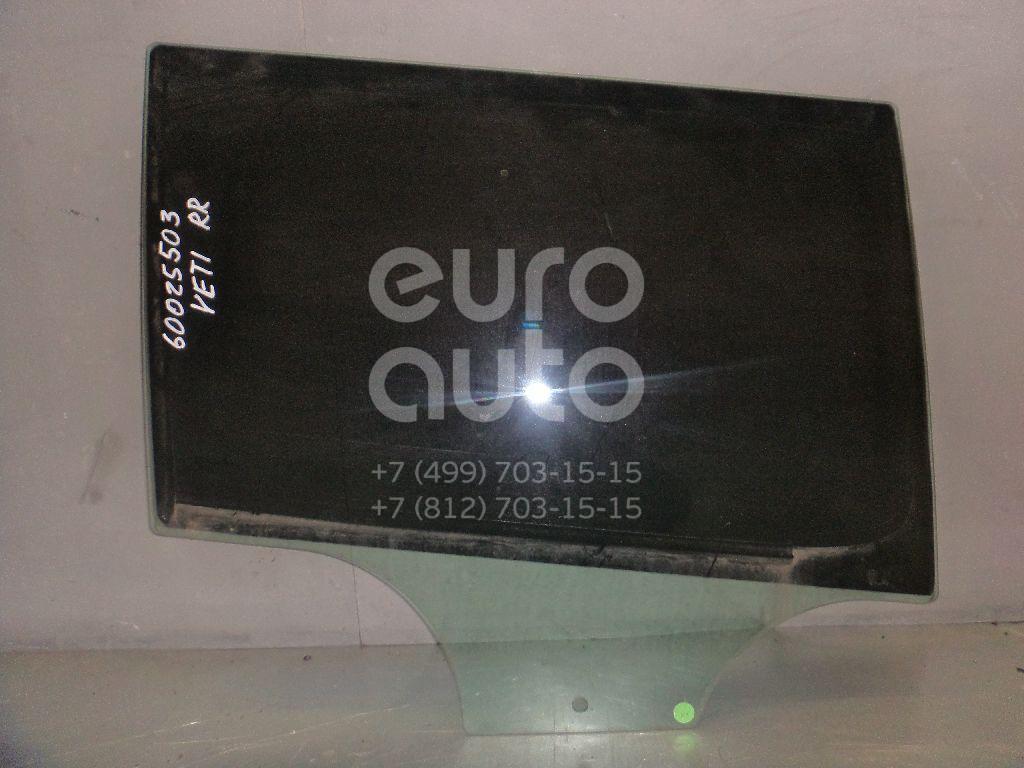 60025503
YETI RR
euro
auto
+7 (499) 703-15-15
+7 (812) 703-15-15